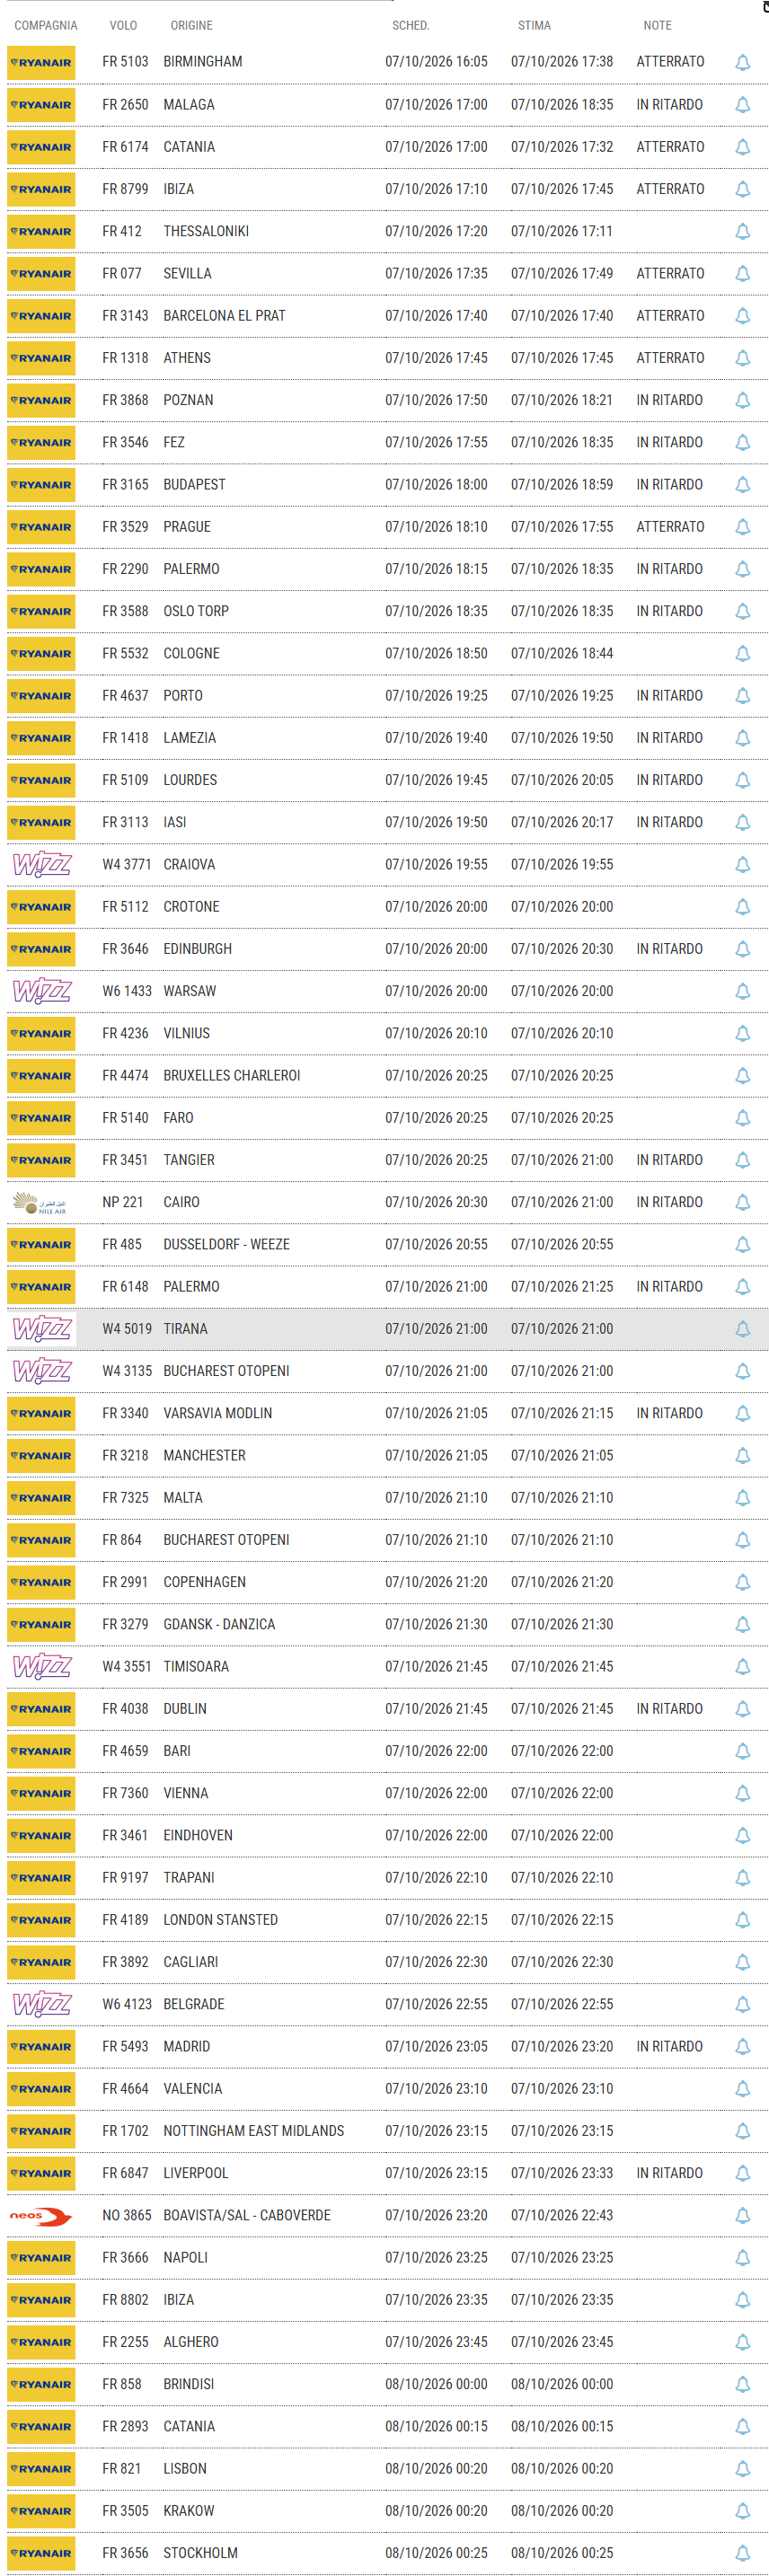 COMPAGNIA VOLO ORIGINE SCHED. STIMA NOTE
RYANAIR FR 5103 BIRMINGHAM 07/10/2026 16:05 07/10/2026 17:38 ATTERRATO
RYANAIR FR 2650 MALAGA 07/10/2026 17:00 07/10/2026 18:35 IN RITARDO
RYANAIR FR 6174 CATANIA 07/10/2026 17:00 07/10/2026 17:32 ATTERRATO
RYANAIR FR 8799 IBIZA 07/10/2026 17:10 07/10/2026 17:45 ATTERRATO
RYANAIR FR 412 THESSALONIKI 07/10/2026 17:20 07/10/2026 17:11
RYANAIR FR 077 SEVILLA 07/10/2026 17:35 07/10/2026 17:49 ATTERRATO
RYANAIR FR 3143 BARCELONA EL PRAT 07/10/2026 17:40 07/10/2026 17:40 ATTERRATO
RYANAIR FR 1318 ATHENS 07/10/2026 17:45 07/10/2026 17:45 ATTERRATO
RYANAIR FR 3868 POZNAN 07/10/2026 17:50 07/10/2026 18:21 IN RITARDO
RYANAIR FR 3546 FEZ 07/10/2026 17:55 07/10/2026 18:35 IN RITARDO
RYANAIR FR 3165 BUDAPEST 07/10/2026 18:00 07/10/2026 18:59 IN RITARDO
RYANAIR FR 3529 PRAGUE 07/10/2026 18:10 07/10/2026 17:55 ATTERRATO
RYANAIR FR 2290 PALERMO 07/10/2026 18:15 07/10/2026 18:35 IN RITARDO
RYANAIR FR 3588 OSLO TORP 07/10/2026 18:35 07/10/2026 18:35 IN RITARDO
RYANAIR FR 5532 COLOGNE 07/10/2026 18:50 07/10/2026 18:44
RYANAIR FR 4637 PORTO 07/10/2026 19:25 07/10/2026 19:25 IN RITARDO
RYANAIR FR 1418 LAMEZIA 07/10/2026 19:40 07/10/2026 19:50 IN RITARDO
RYANAIR FR 5109 LOURDES 07/10/2026 19:45 07/10/2026 20:05 IN RITARDO
RYANAIR FR 3113 IASI 07/10/2026 19:50 07/10/2026 20:17 IN RITARDO
WIZZ W4 3771 CRAIOVA 07/10/2026 19:55 07/10/2026 19:55
RYANAIR FR 5112 CROTONE 07/10/2026 20:00 07/10/2026 20:00
RYANAIR FR 3646 EDINBURGH 07/10/2026 20:00 07/10/2026 20:30 IN RITARDO
WIZZ W6 1433 WARSAW 07/10/2026 20:00 07/10/2026 20:00
RYANAIR FR 4236 VILNIUS 07/10/2026 20:10 07/10/2026 20:10
RYANAIR FR 4474 BRUXELLES CHARLEROI 07/10/2026 20:25 07/10/2026 20:25
RYANAIR FR 5140 FARO 07/10/2026 20:25 07/10/2026 20:25
RYANAIR FR 3451 TANGIER 07/10/2026 20:25 07/10/2026 21:00 IN RITARDO
النيل للطيران NILE AIR NP 221 CAIRO 07/10/2026 20:30 07/10/2026 21:00 IN RITARDO
RYANAIR FR 485 DUSSELDORF - WEEZE 07/10/2026 20:55 07/10/2026 20:55
RYANAIR FR 6148 PALERMO 07/10/2026 21:00 07/10/2026 21:25 IN RITARDO
WIZZ W4 5019 TIRANA 07/10/2026 21:00 07/10/2026 21:00
WIZZ W4 3135 BUCHAREST OTOPENI 07/10/2026 21:00 07/10/2026 21:00
RYANAIR FR 3340 VARSAVIA MODLIN 07/10/2026 21:05 07/10/2026 21:15 IN RITARDO
RYANAIR FR 3218 MANCHESTER 07/10/2026 21:05 07/10/2026 21:05
RYANAIR FR 7325 MALTA 07/10/2026 21:10 07/10/2026 21:10
RYANAIR FR 864 BUCHAREST OTOPENI 07/10/2026 21:10 07/10/2026 21:10
RYANAIR FR 2991 COPENHAGEN 07/10/2026 21:20 07/10/2026 21:20
RYANAIR FR 3279 GDANSK - DANZICA 07/10/2026 21:30 07/10/2026 21:30
WIZZ W4 3551 TIMISOARA 07/10/2026 21:45 07/10/2026 21:45
RYANAIR FR 4038 DUBLIN 07/10/2026 21:45 07/10/2026 21:45 IN RITARDO
RYANAIR FR 4659 BARI 07/10/2026 22:00 07/10/2026 22:00
RYANAIR FR 7360 VIENNA 07/10/2026 22:00 07/10/2026 22:00
RYANAIR FR 3461 EINDHOVEN 07/10/2026 22:00 07/10/2026 22:00
RYANAIR FR 9197 TRAPANI 07/10/2026 22:10 07/10/2026 22:10
RYANAIR FR 4189 LONDON STANSTED 07/10/2026 22:15 07/10/2026 22:15
RYANAIR FR 3892 CAGLIARI 07/10/2026 22:30 07/10/2026 22:30
WIZZ W6 4123 BELGRADE 07/10/2026 22:55 07/10/2026 22:55
RYANAIR FR 5493 MADRID 07/10/2026 23:05 07/10/2026 23:20 IN RITARDO
RYANAIR FR 4664 VALENCIA 07/10/2026 23:10 07/10/2026 23:10
RYANAIR FR 1702 NOTTINGHAM EAST MIDLANDS 07/10/2026 23:15 07/10/2026 23:15
RYANAIR FR 6847 LIVERPOOL 07/10/2026 23:15 07/10/2026 23:33 IN RITARDO
neos NO 3865 BOAVISTA/SAL - CABOVERDE 07/10/2026 23:20 07/10/2026 22:43
RYANAIR FR 3666 NAPOLI 07/10/2026 23:25 07/10/2026 23:25
RYANAIR FR 8802 IBIZA 07/10/2026 23:35 07/10/2026 23:35
RYANAIR FR 2255 ALGHERO 07/10/2026 23:45 07/10/2026 23:45
RYANAIR FR 858 BRINDISI 08/10/2026 00:00 08/10/2026 00:00
RYANAIR FR 2893 CATANIA 08/10/2026 00:15 08/10/2026 00:15
RYANAIR FR 821 LISBON 08/10/2026 00:20 08/10/2026 00:20
RYANAIR FR 3505 KRAKOW 08/10/2026 00:20 08/10/2026 00:20
RYANAIR FR 3656 STOCKHOLM 08/10/2026 00:25 08/10/2026 00:25